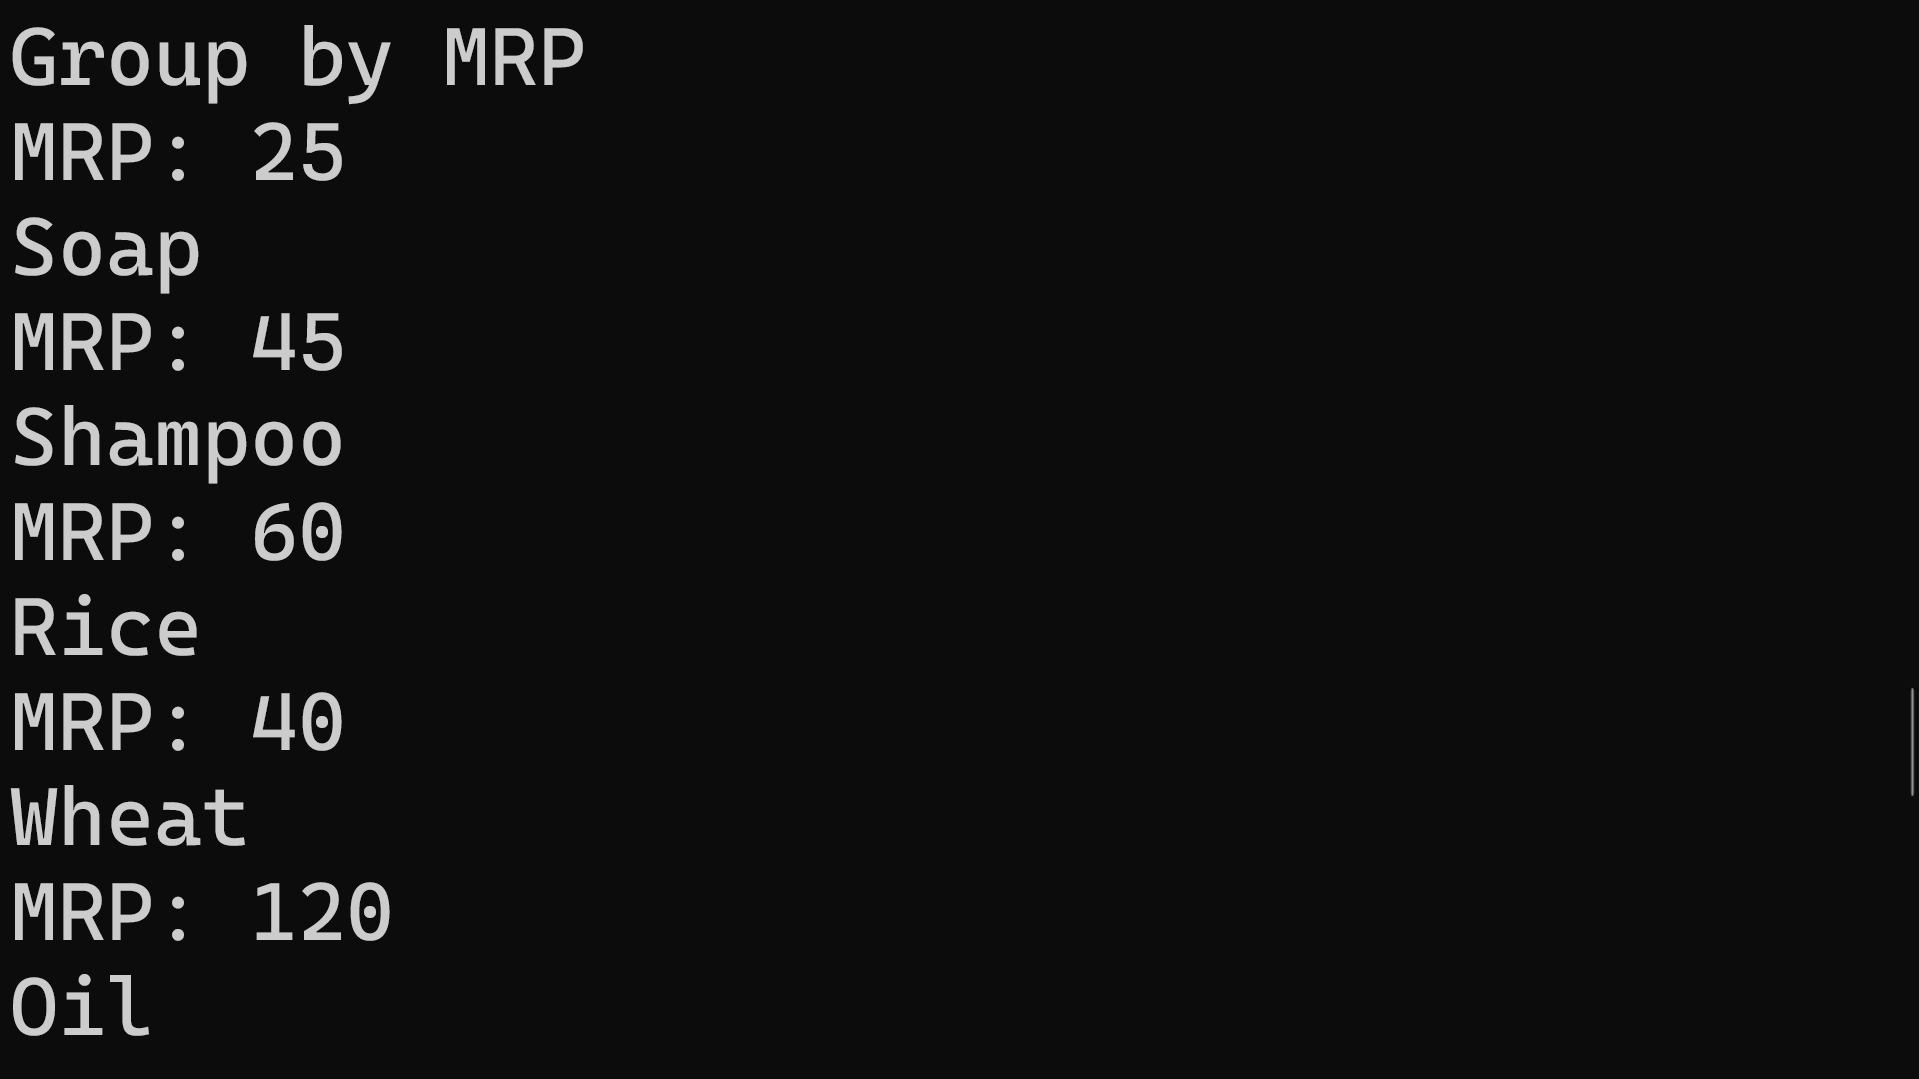 Group by MRP
MRP: 25
Soap
MRP: 45
Shampoo
MRP: 60
Rice
MRP: 40
Wheat
MRP: 120
Oil